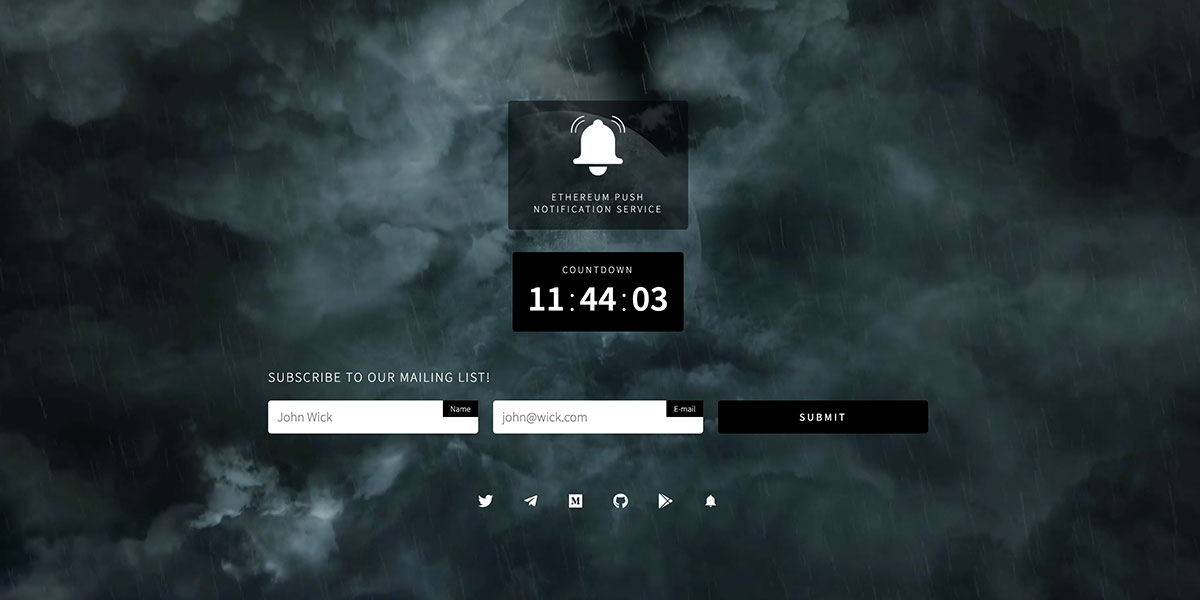 ETHEREUM PUSH
NOTIFICATION SERVICE
COUNTDOWN
11:44:03
SUBSCRIBE TO OUR MAILING LIST!
John Wick Name john@wick.com E-mail SUBMIT
M